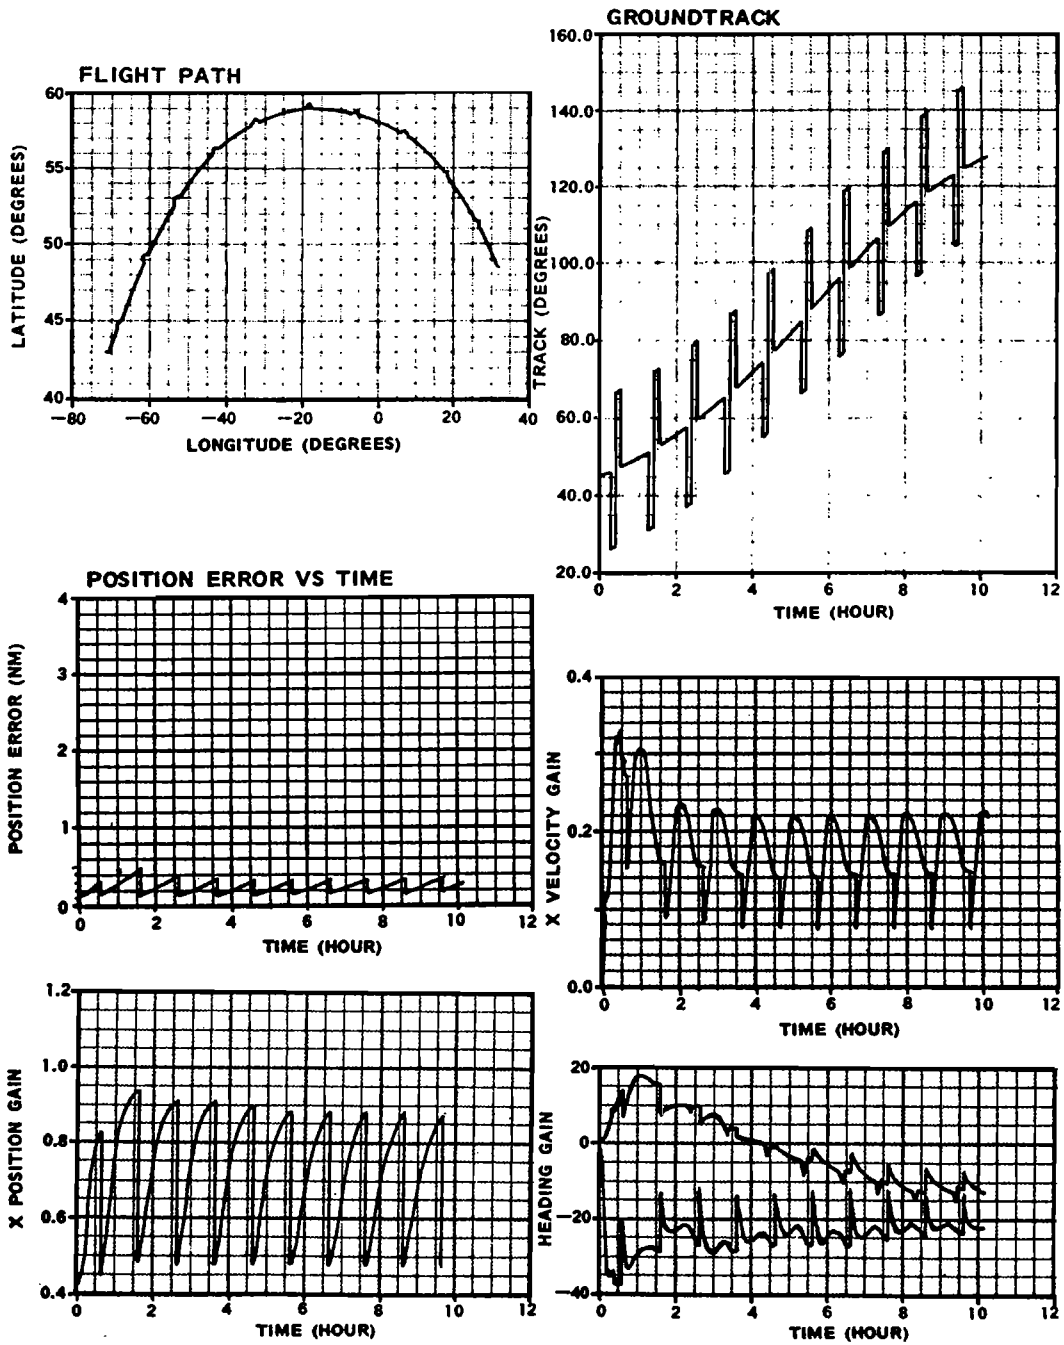 FLIGHT PATH
60
55
50
45
40
LATITUDE (DEGREES)
−80 −60 −40 −20 0 20 40
LONGITUDE (DEGREES)
GROUNDTRACK
160.0
140.0
120.0
100.0
80.0
60.0
40.0
20.0
TRACK (DEGREES)
0 2 4 6 8 10 12
TIME (HOUR)
POSITION ERROR VS TIME
4
3
2
1
0
POSITION ERROR (NM)
0 2 4 6 8 10 12
TIME (HOUR)
0.4
0.2
0.0
X VELOCITY GAIN
0 2 4 6 8 10 12
TIME (HOUR)
1.2
1.0
0.8
0.6
0.4
X POSITION GAIN
0 2 4 6 8 10 12
TIME (HOUR)
20
0
−20
−40
HEADING GAIN
0 2 4 6 8 10 12
TIME (HOUR)